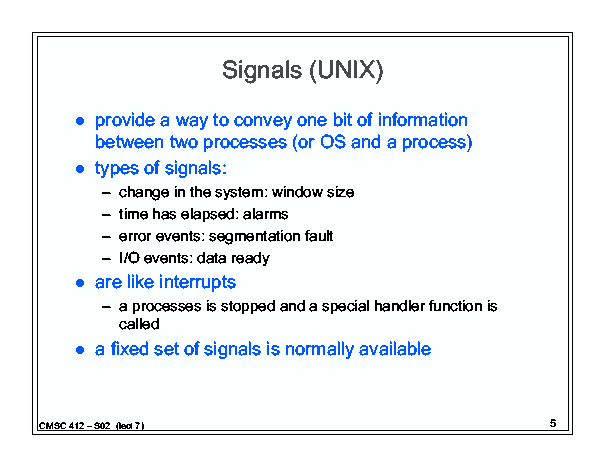 Signals (UNIX)
● provide a way to convey one bit of information
between two processes (or OS and a process)
● types of signals:
– change in the system: window size
– time has elapsed: alarms
– error events: segmentation fault
– I/O events: data ready
● are like interrupts
– a processes is stopped and a special handler function is
called
● a fixed set of signals is normally available
CMSC 412 – S02 (lect 7)
5